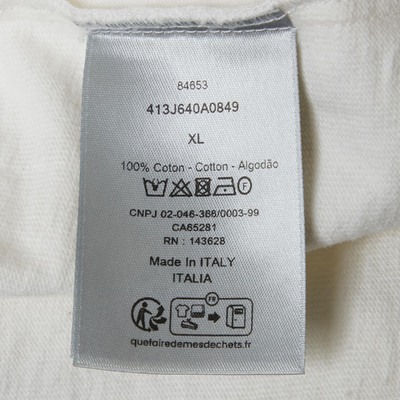 84653
413J640A0849
XL
100% Coton - Cotton - Algodão
F
CNPJ 02-046-366/0003-99
CA65281
RN : 143628
Made In ITALY
ITALIA
FR
quefairedemesdechets.fr